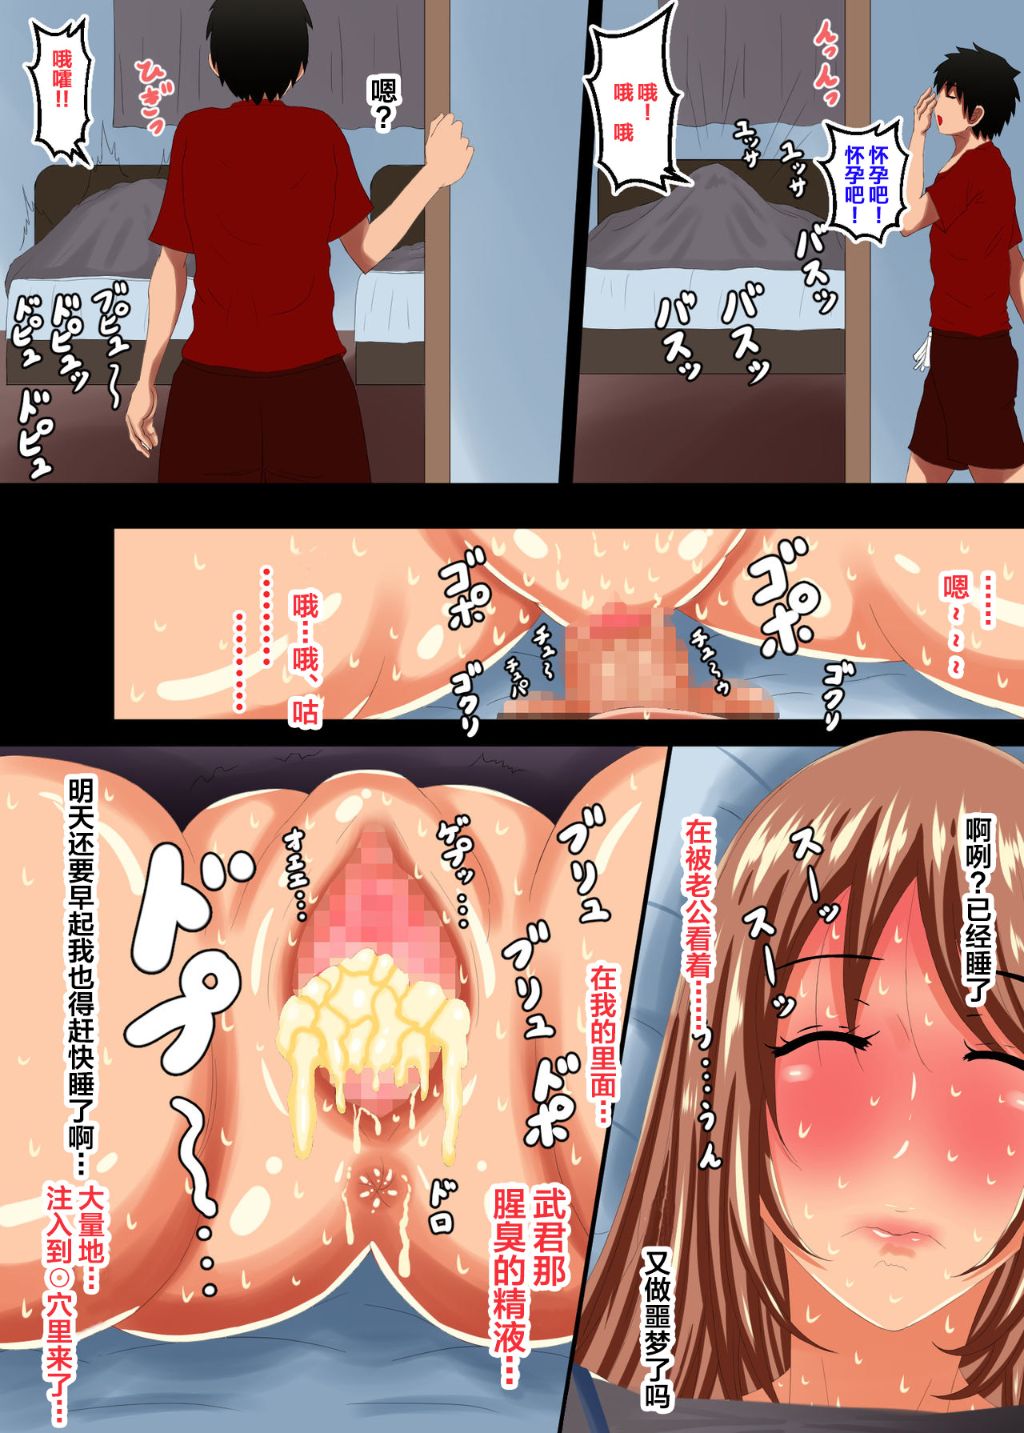 んっんっ
哦！
哦 哦
怀孕吧！
怀孕吧！
ユッサ
ユッサ
バスッ
バスッ
バスッ
嗯？
哦嚯!!
ひぎっ
ブピュ～
ドピュッ
ドピュ
ドピュ
……
嗯~~~
ゴポ
ゴクリ
チュ～ゥ
チュ～
チュパ
ゴポ
ゴクリ
哦…哦、咕
………
………
啊咧？已经睡了
スーッ
スーッ
在被老公看着……
っ…うん
又做噩梦了吗
ブリュ
ブリュ
ドポ
在我的里面…
武君那
腥臭的精液…
ゲプッ…
オエエ…
ドロ
ドプ～…
明天还要早起我也得赶快睡了啊…
大量地…
注入到⊙穴里来了…